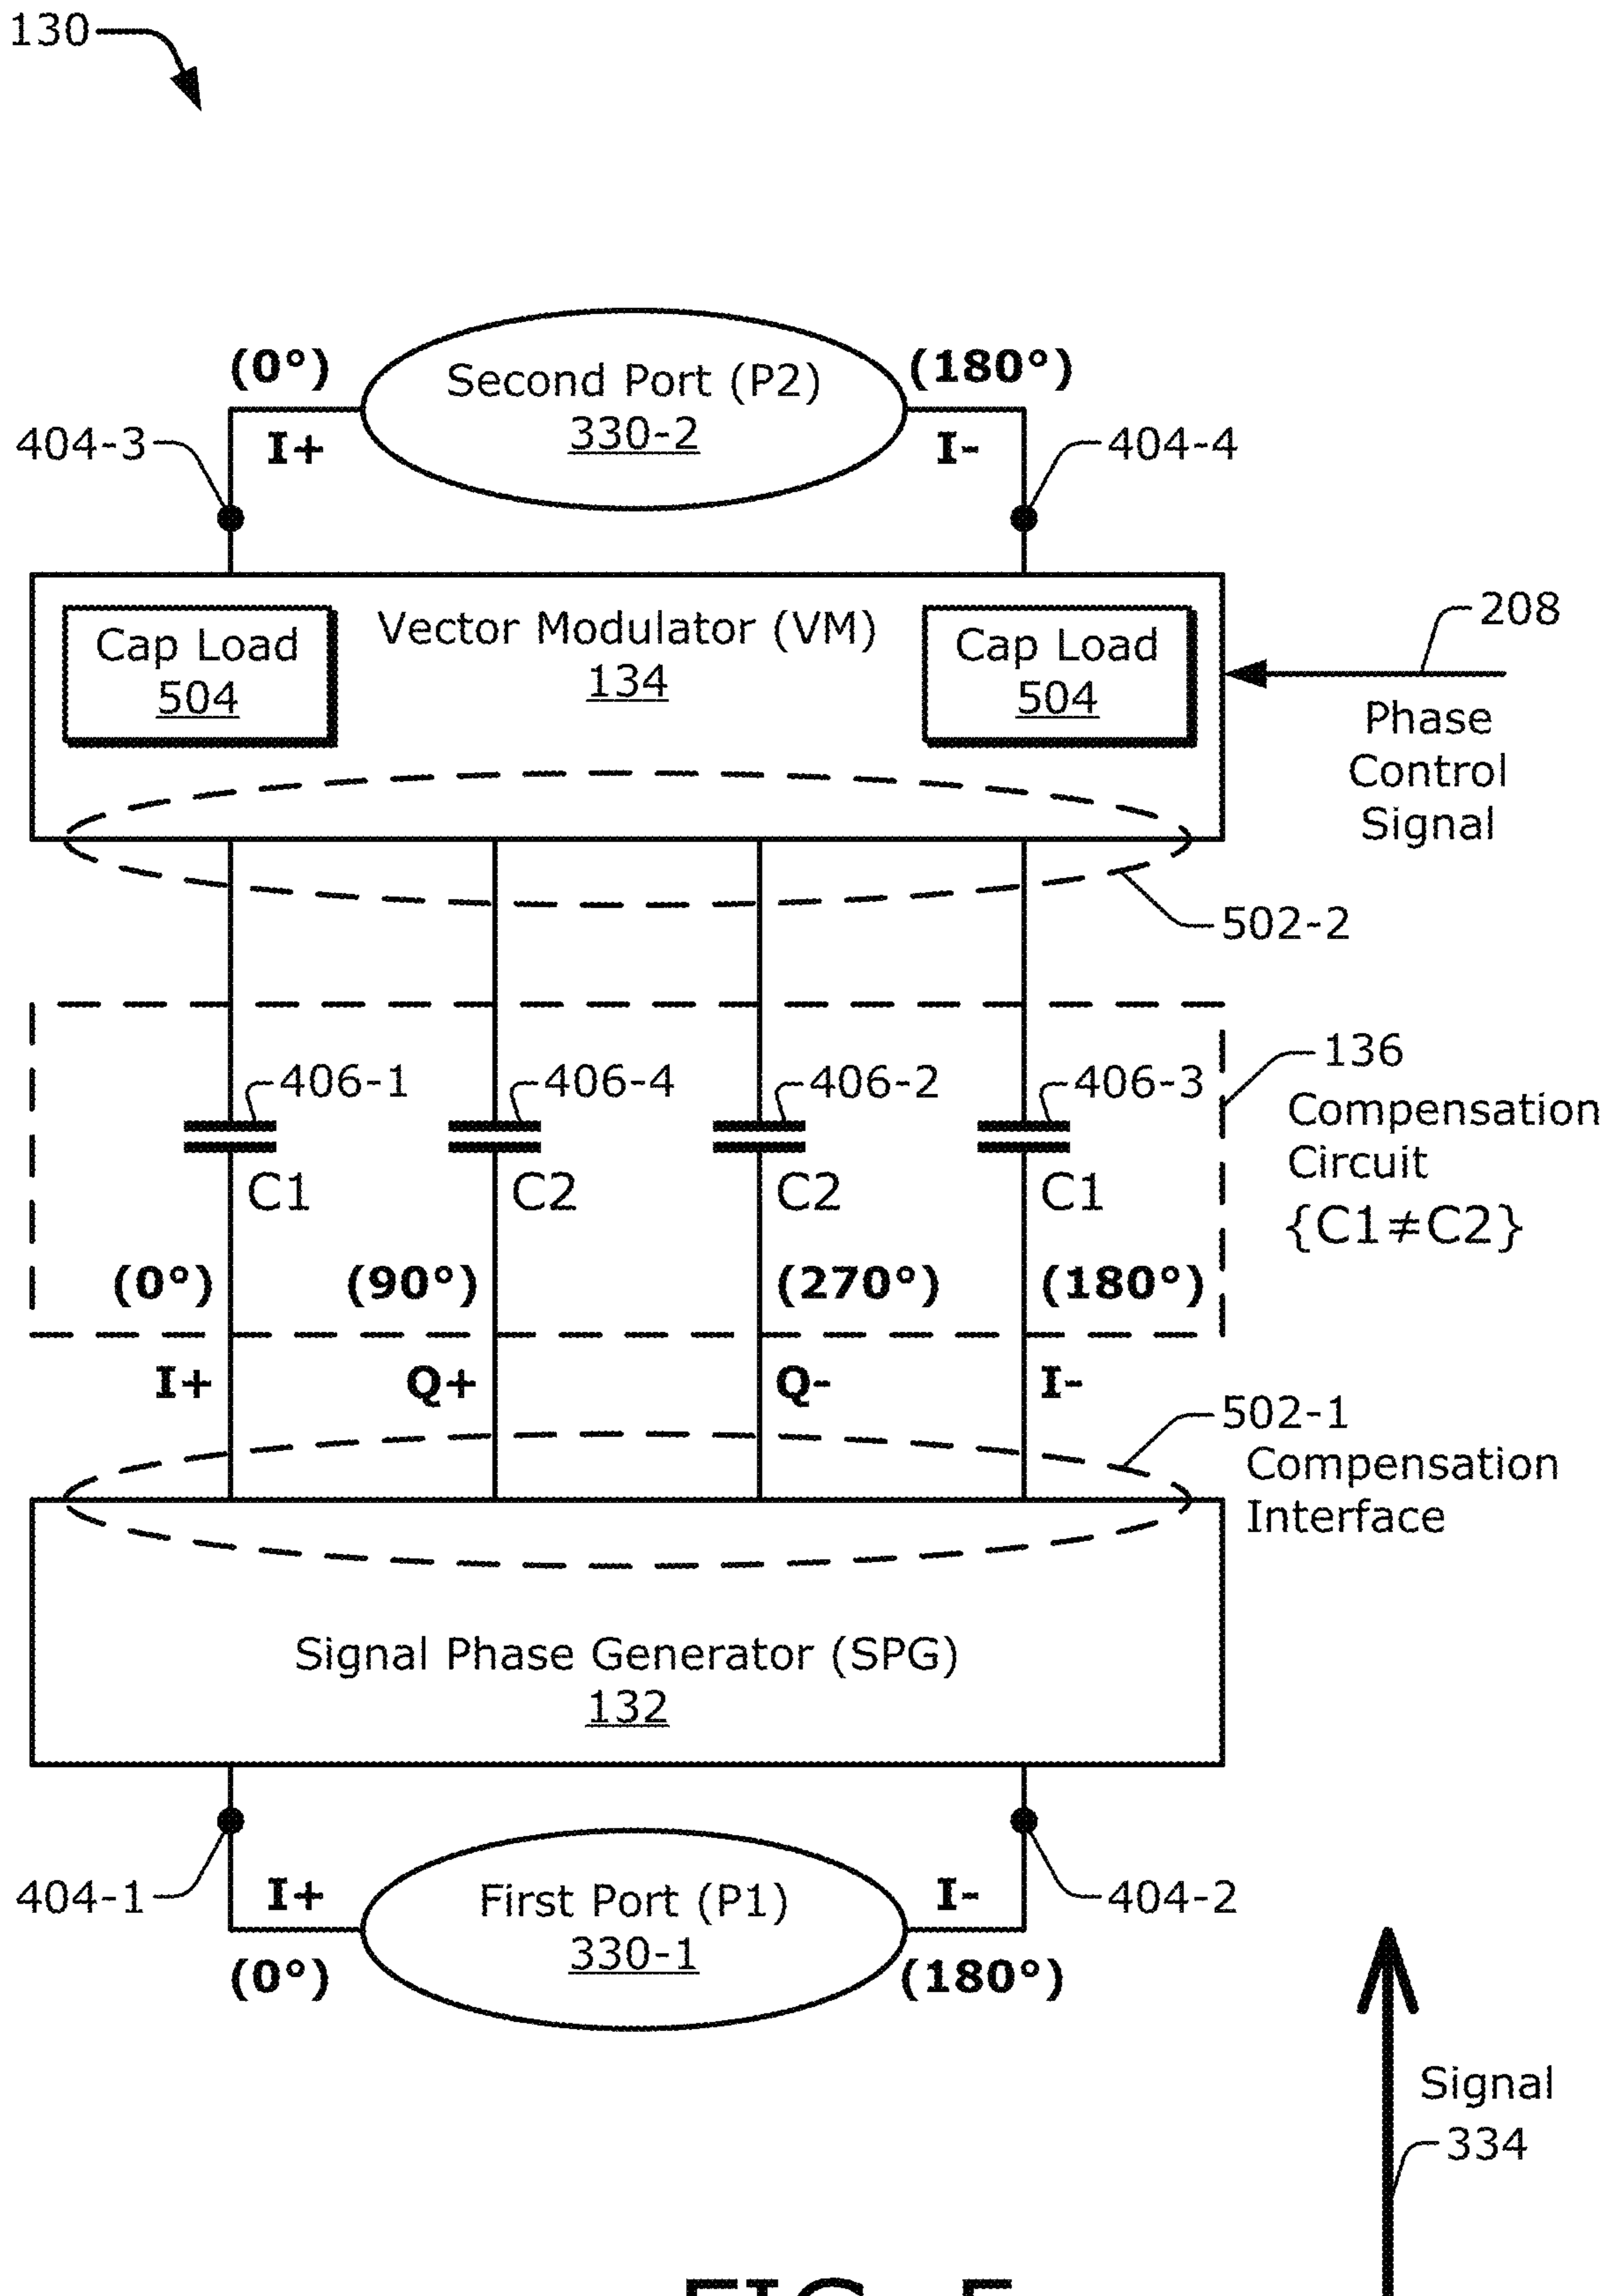 130
(0°)
(180°)
Second Port (P2)
330-2
404-3
I+
I-
404-4
Vector Modulator (VM)
134
Cap Load
504
Cap Load
504
208
Phase
Control
Signal
502-2
406-1
406-4
406-2
406-3
136
Compensation
Circuit
{C1≠C2}
C1
C2
C2
C1
(0°)
(90°)
(270°)
(180°)
I+
Q+
Q-
I-
502-1
Compensation
Interface
Signal Phase Generator (SPG)
132
404-1
I+
First Port (P1)
330-1
I-
404-2
(0°)
(180°)
Signal
334